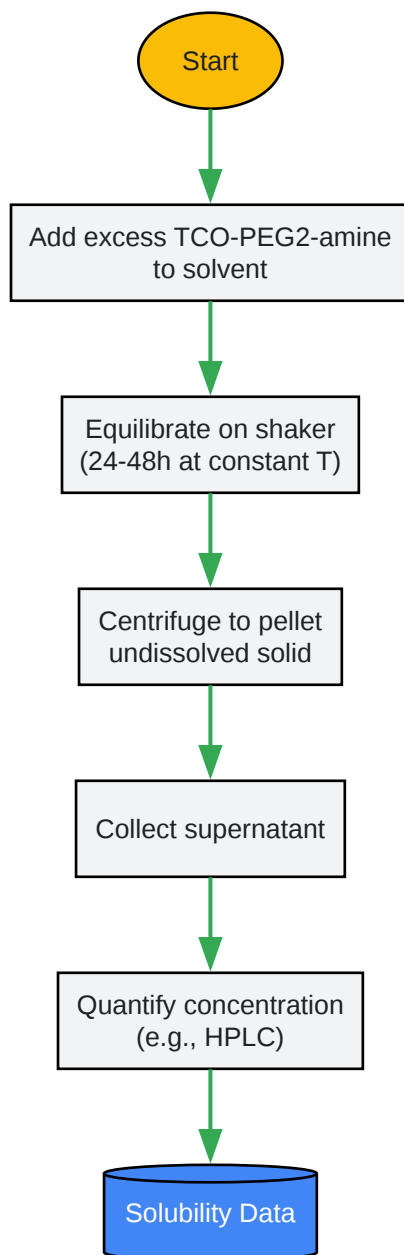 Start
Add excess TCO-PEG2-amine
to solvent
Equilibrate on shaker
(24-48h at constant T)
Centrifuge to pellet
undissolved solid
Collect supernatant
Quantify concentration
(e.g., HPLC)
Solubility Data